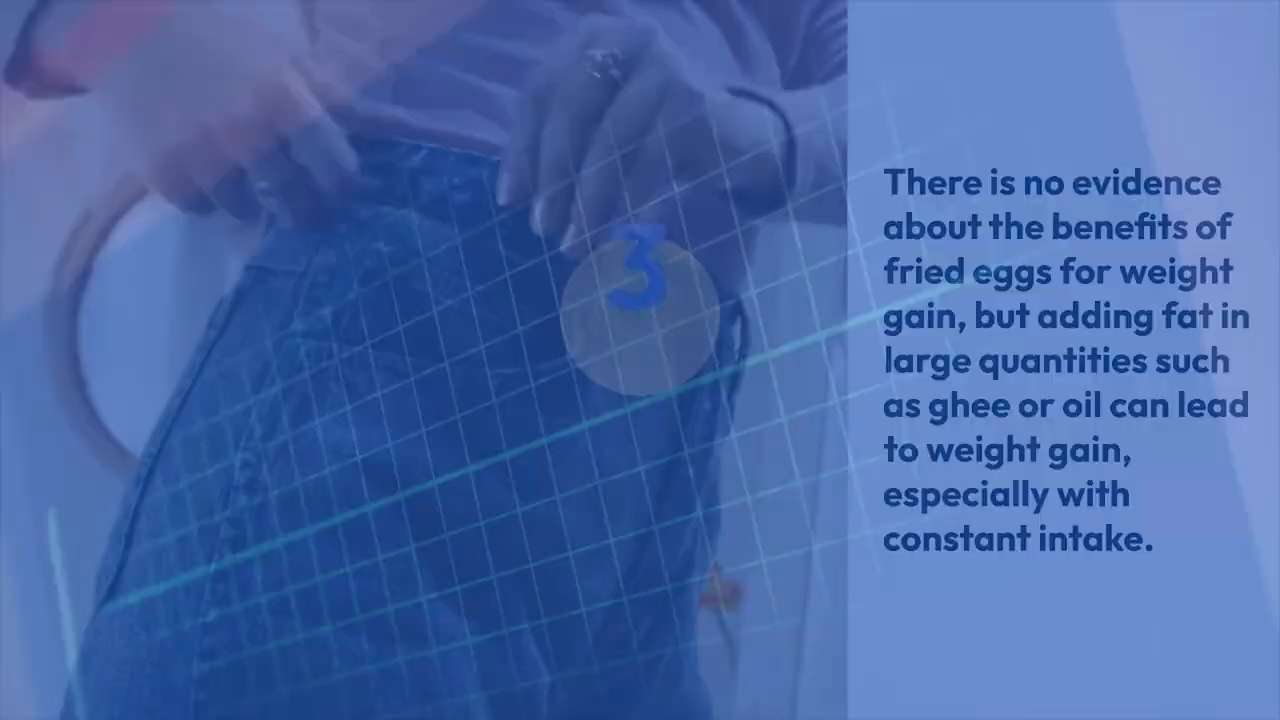 3
There is no evidence
about the benefits of
fried eggs for weight
gain, but adding fat in
large quantities such
as ghee or oil can lead
to weight gain,
especially with
constant intake.